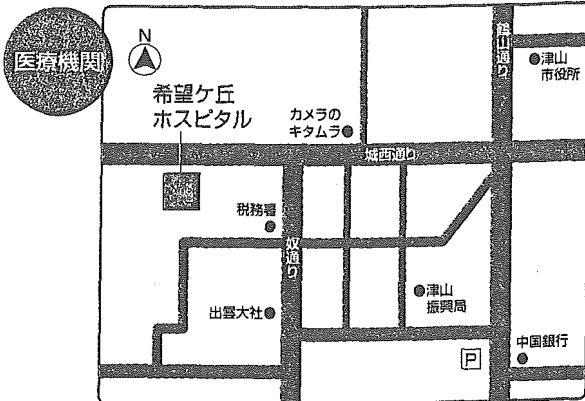 医療機関
N
希望ケ丘
ホスピタル
カメラの
キタムラ
鶴山通り
津山
市役所
城西通り
税務署
奴通り
出雲大社
津山
振興局
P
中国銀行